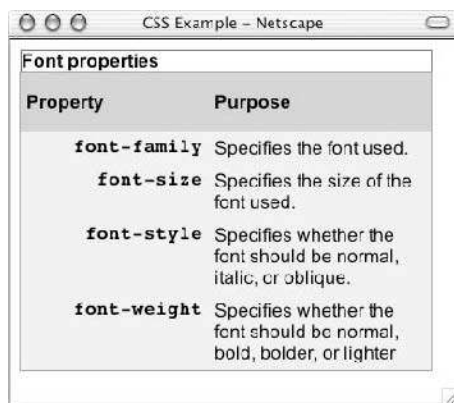 CSS Example – Netscape
Font properties
Property Purpose
font-family Specifies the font used.
font-size Specifies the size of the
font used.
font-style Specifies whether the
font should be normal,
italic, or oblique.
font-weight Specifies whether the
font should be normal,
bold, bolder, or lighter